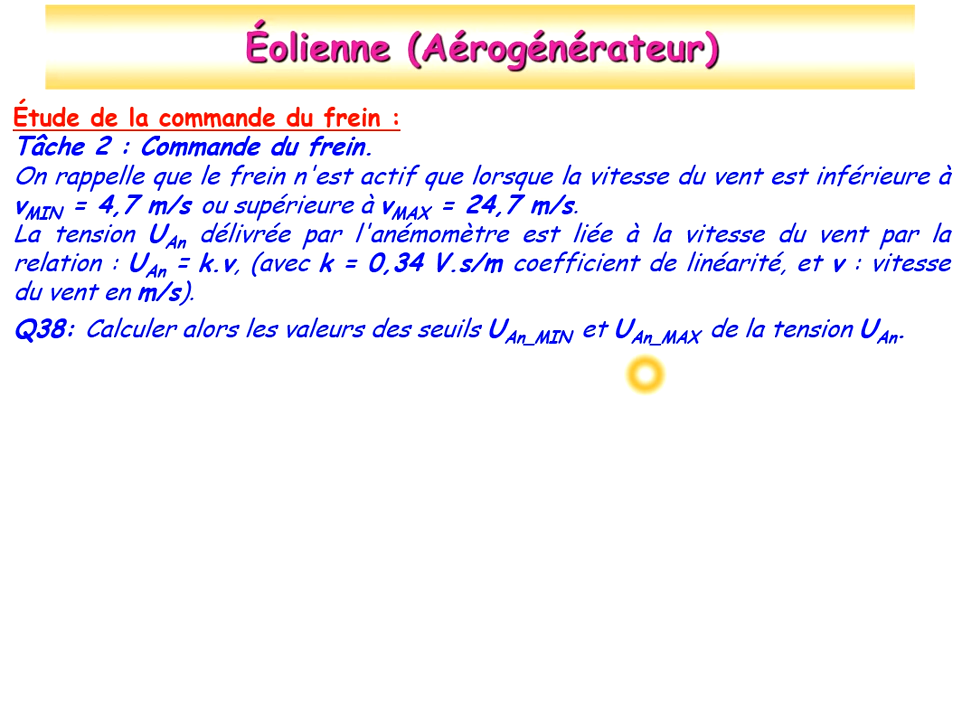 Éolienne (Aérogénérateur)
Étude de la commande du frein :
Tâche 2 : Commande du frein.
On rappelle que le frein n'est actif que lorsque la vitesse du vent est inférieure à
vMIN = 4,7 m/s ou supérieure à vMAX = 24,7 m/s.
La tension UAn délivrée par l'anémomètre est liée à la vitesse du vent par la
relation : UAn = k.v, (avec k = 0,34 V.s/m coefficient de linéarité, et v : vitesse
du vent en m/s).
Q38: Calculer alors les valeurs des seuils UAn_MIN et UAn_MAX de la tension UAn.